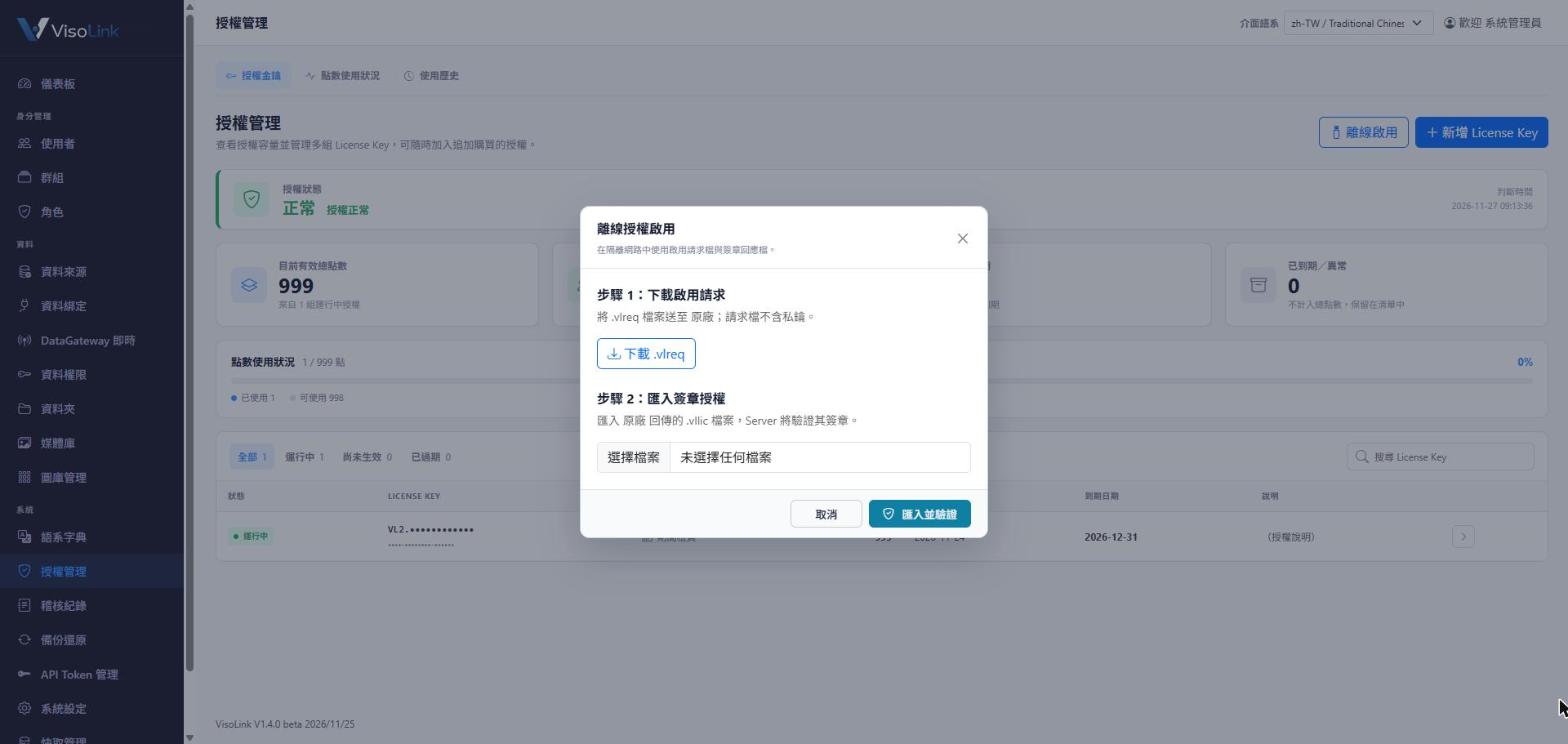 VisoLink
授權管理
介面語系
zh-TW / Traditional Chines
歡迎 系統管理員
儀表板
身分管理
使用者
群組
角色
資料
資料來源
資料綁定
DataGateway 即時
資料權限
資料夾
媒體庫
圖庫管理
系統
語系字典
授權管理
稽核紀錄
備份還原
API Token 管理
系統設定
快取管理
授權金鑰
點數使用狀況
使用歷史
授權管理
查看授權容量並管理多組 License Key，可隨時加入追加購買的授權。
離線啟用
+ 新增 License Key
授權狀態
正常 授權正常
判斷時間
2026-11-27 09:13:36
目前有效總點數
999
來自 1 組運行中授權
已到期／異常
0
不計入總點數，保留在清單中
點數使用狀況 1 / 999 點
0%
已使用 1
可使用 998
全部 1
運行中 1
尚未生效 0
已過期 0
搜尋 License Key
狀態
LICENSE KEY
到期日期
說明
運行中
VL2.••••••••••••
2026-12-31
（授權說明）
離線授權啟用
在隔離網路中使用啟用請求檔與簽章回應檔。
步驟 1：下載啟用請求
將 .vlreq 檔案送至 原廠；請求檔不含私鑰。
下載 .vlreq
步驟 2：匯入簽章授權
匯入 原廠 回傳的 .vllic 檔案，Server 將驗證其簽章。
選擇檔案 未選擇任何檔案
取消
匯入並驗證
VisoLink V1.4.0 beta 2026/11/25